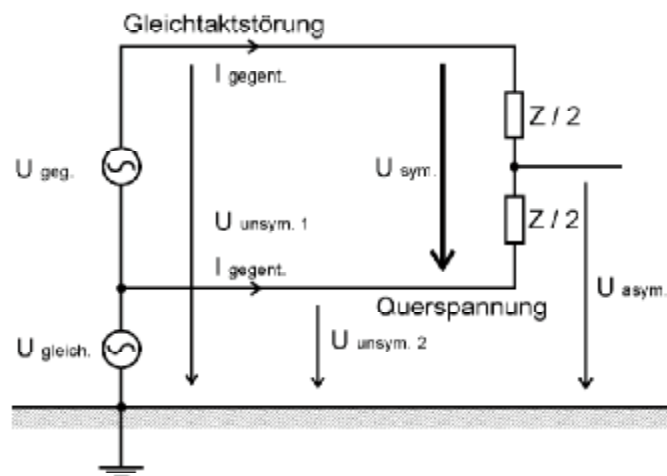 Gleichtaktstörung
I gegent.
U geg.
U sym.
Z / 2
Z / 2
U unsym. 1
I gegent.
Querspannung
U asym.
U gleich.
U unsym. 2